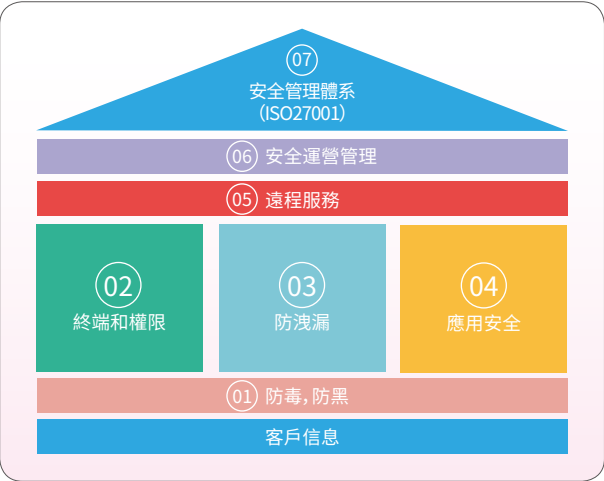 07
安全管理體系
（ISO27001）
06 安全運營管理
05 遠程服務
02
終端和權限
03
防洩漏
04
應用安全
01 防毒，防黑
客戶信息